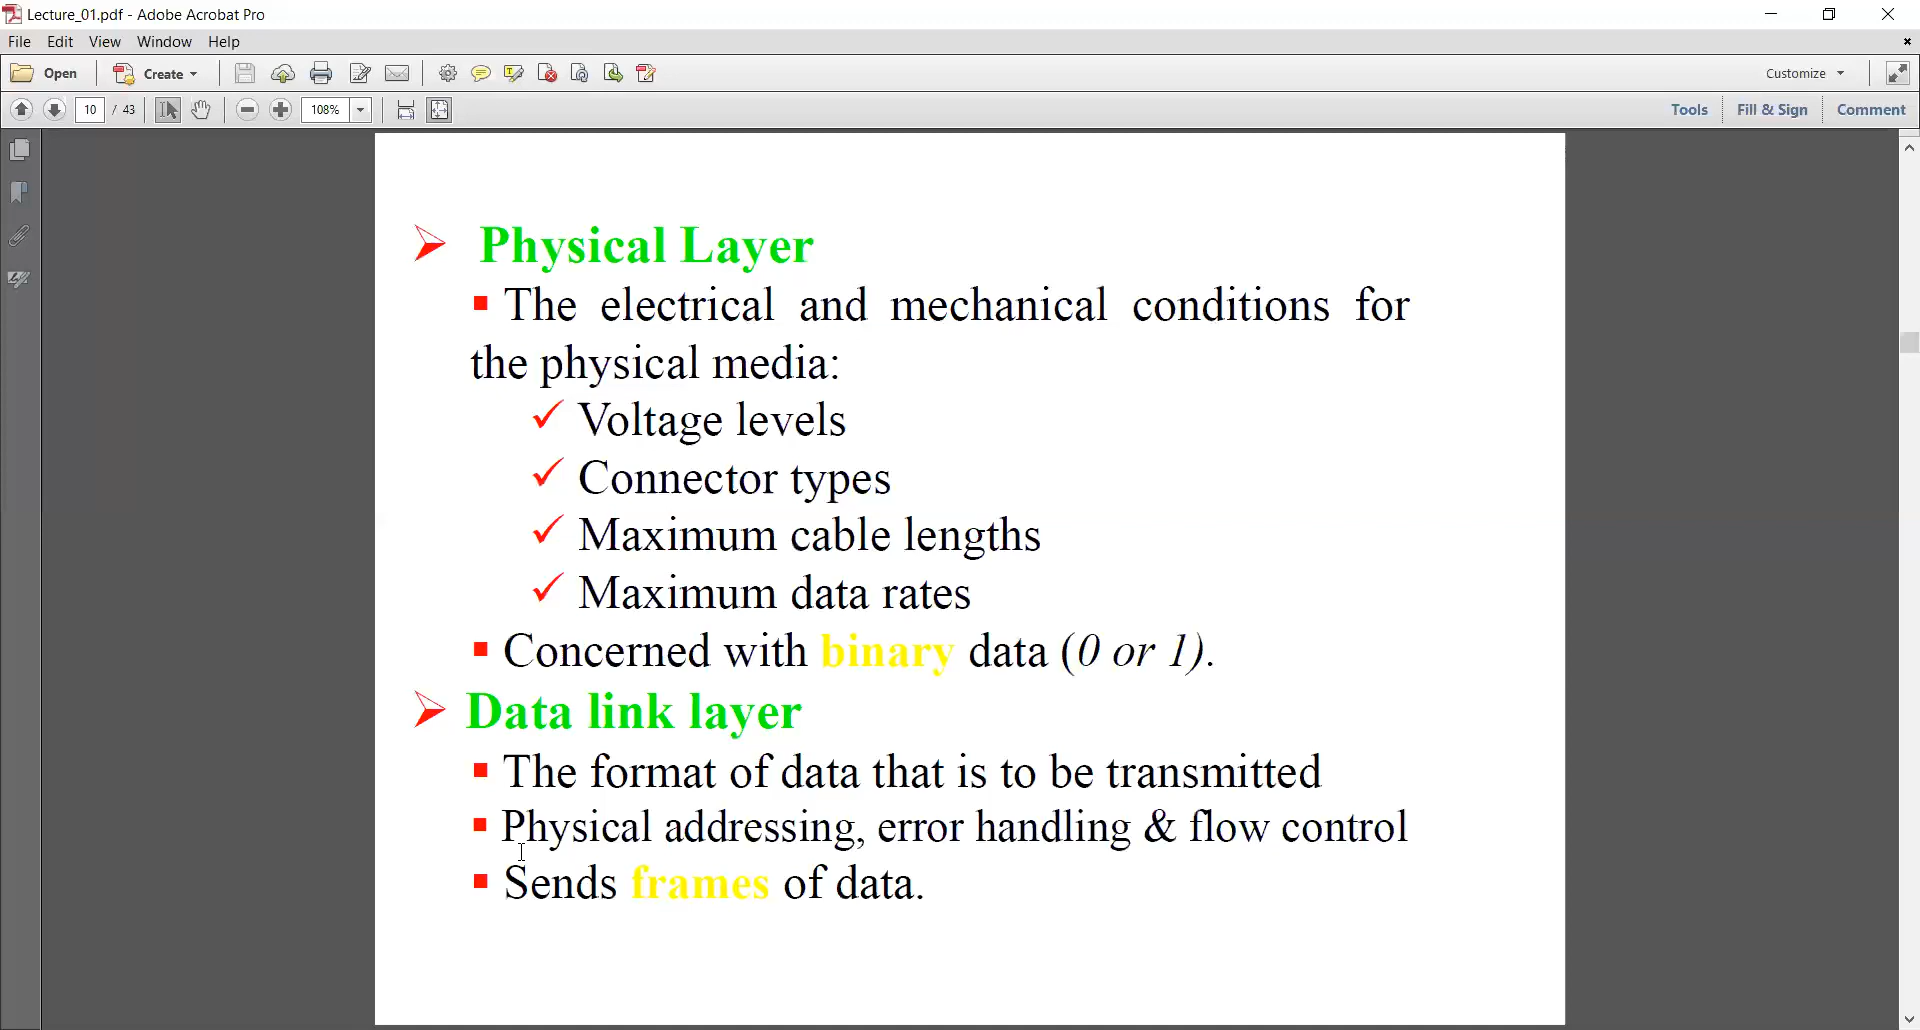 Lecture_01.pdf - Adobe Acrobat Pro
File Edit View Window Help
Open Create Customize
10 / 43 108% Tools Fill & Sign Comment
Physical Layer
The electrical and mechanical conditions for
the physical media:
Voltage levels
Connector types
Maximum cable lengths
Maximum data rates
Concerned with binary data (0 or 1).
Data link layer
The format of data that is to be transmitted
Physical addressing, error handling & flow control
Sends frames of data.